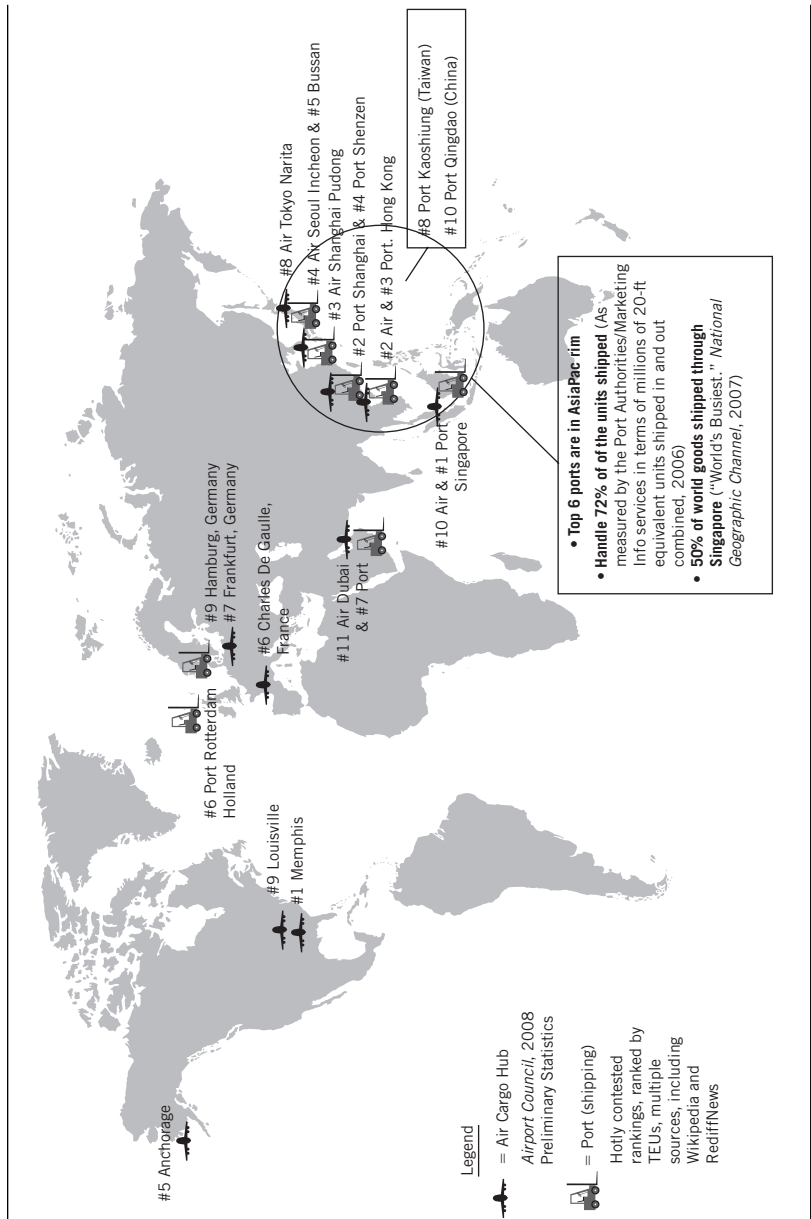 #5 Anchorage
#9 Louisville
#1 Memphis
#6 Port Rotterdam
Holland
#9 Hamburg, Germany
#7 Frankfurt, Germany
#6 Charles De Gaulle,
France
#11 Air Dubai
& #7 Port
#8 Air Tokyo Narita
#4 Air Seoul Incheon & #5 Bussan
#3 Air Shanghai Pudong
#2 Port Shanghai & #4 Port Shenzen
#2 Air & #3 Port. Hong Kong
#10 Air & #1 Port
Singapore
#8 Port Kaoshiung (Taiwan)
#10 Port Qingdao (China)
• Top 6 ports are in AsiaPac rim
• Handle 72% of of the units shipped (As
measured by the Port Authorities/Marketing
Info services in terms of millions of 20-ft
equivalent units shipped in and out
combined, 2006)
• 50% of world goods shipped through
Singapore (“World’s Busiest.” National
Geographic Channel, 2007)
Legend
= Air Cargo Hub
Airport Council, 2008
Preliminary Statistics
= Port (shipping)
Hotly contested
rankings, ranked by
TEUs, multiple
sources, including
Wikipedia and
RediffNews